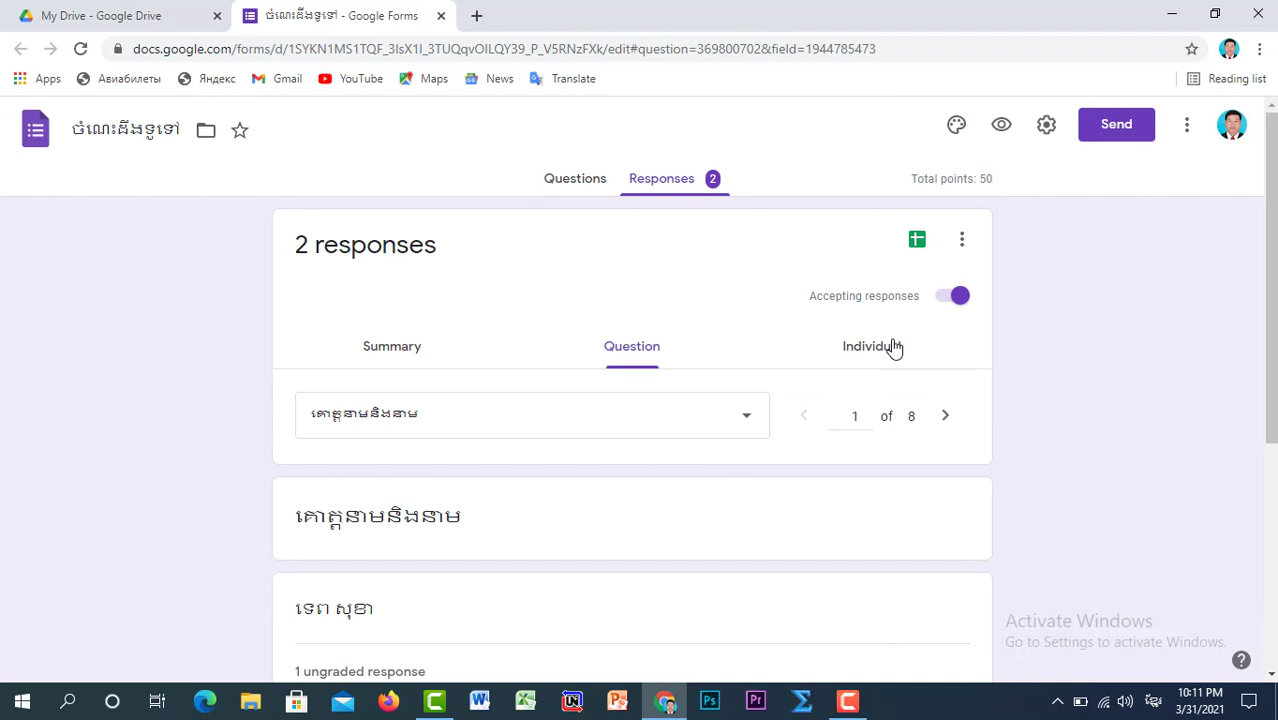 My Drive - Google Drive
ចំណេះដឹងទូទៅ - Google Forms
docs.google.com/forms/d/1SYKN1MS1TQF_3IsX1I_3TUQqvOILQY39_P_V5RNzFXk/edit#question=369800702&field=1944785473
Apps
Авиабилеты
Яндекс
Gmail
YouTube
Maps
News
Translate
Reading list
ចំណេះដឹងទូទៅ
Send
Questions
Responses 2
Total points: 50
2 responses
Accepting responses
Summary
Question
Individual
គោត្តនាមនិងនាម
1 of 8
គោត្តនាមនិងនាម
ទេព សុខា
1 ungraded response
Activate Windows
Go to Settings to activate Windows.
10:11 PM
3/31/2021